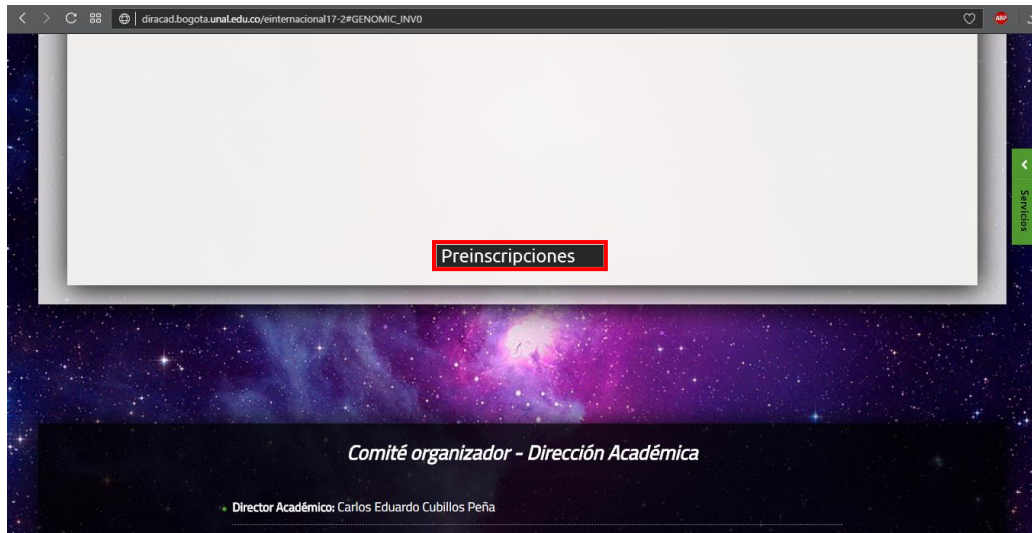 diracad.bogota.unal.edu.co/einternacional17-2#GENOMIC_INV0
ABP
Servicios
Preinscripciones
Comité organizador - Dirección Académica
Director Académico: Carlos Eduardo Cubillos Peña